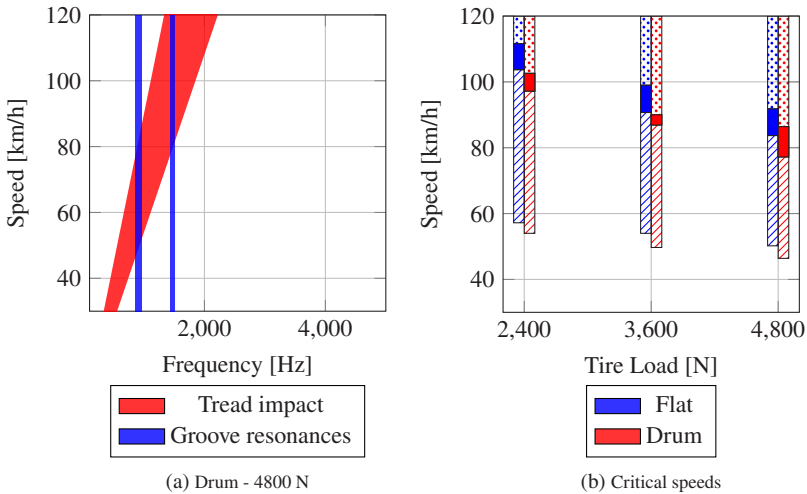 120
100
80
60
40
Speed [km/h]
2,000
4,000
Frequency [Hz]
Tread impact
Groove resonances
(a) Drum - 4800 N
120
100
80
60
40
Speed [km/h]
2,400
3,600
4,800
Tire Load [N]
Flat
Drum
(b) Critical speeds